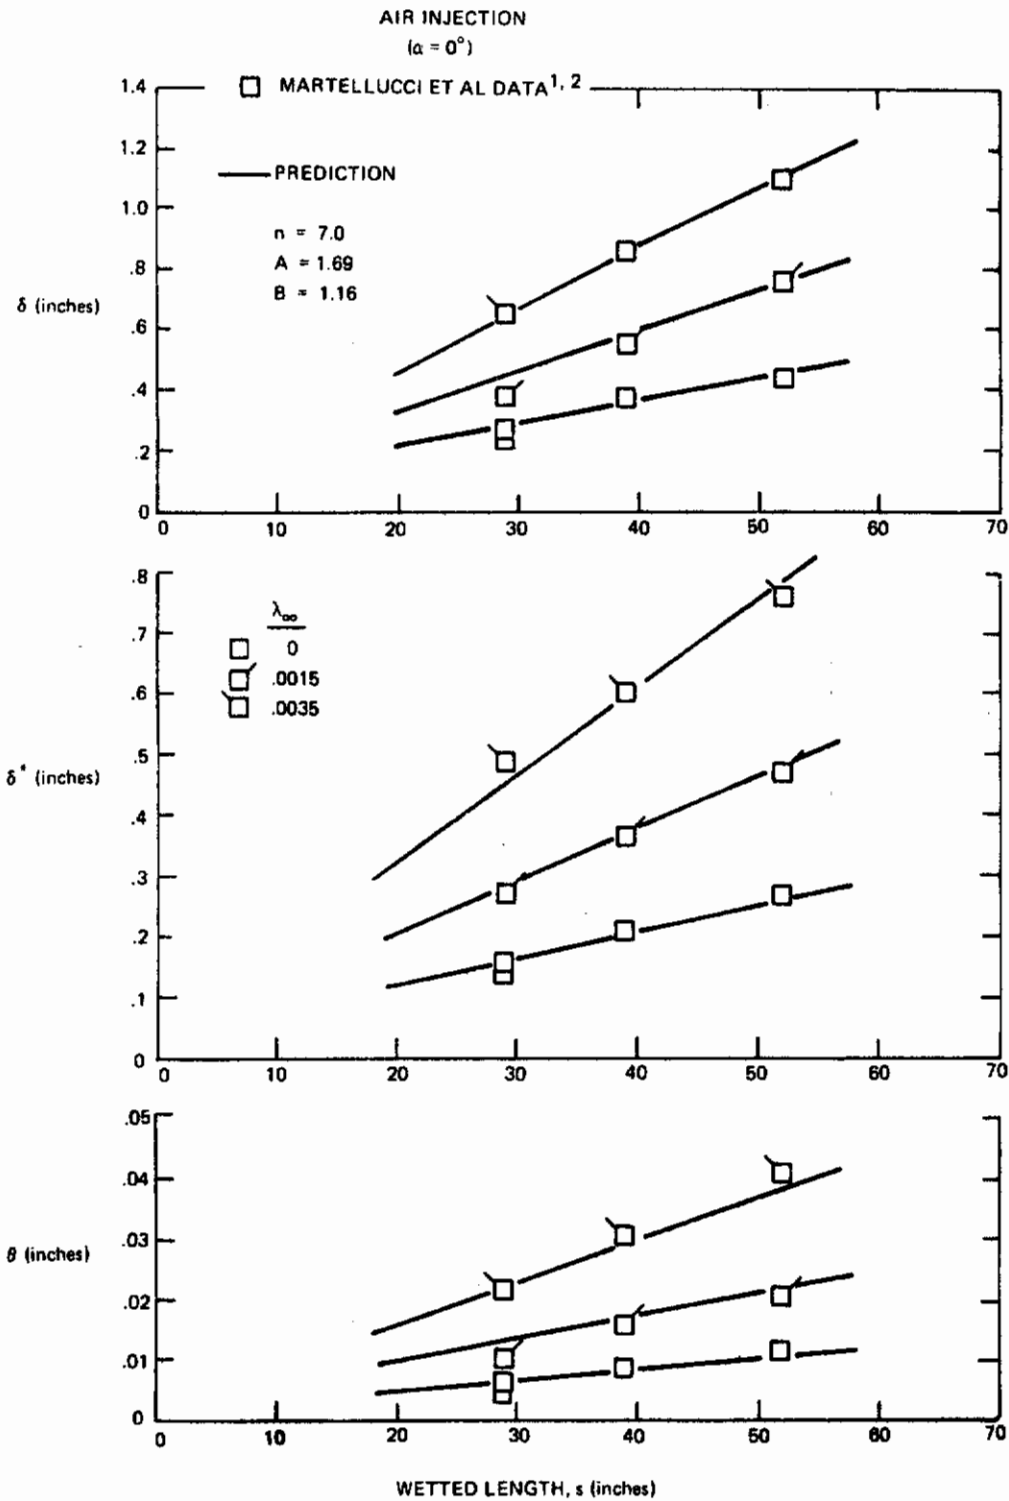 AIR INJECTION
(α = 0°)
□ MARTELLUCCI ET AL DATA1, 2
PREDICTION
n = 7.0
A = 1.69
B = 1.16
δ (inches)
1.4
1.2
1.0
.8
.6
.4
.2
0
0 10 20 30 40 50 60 70
λ∞
0
.0015
.0035
δ* (inches)
.8
.7
.6
.5
.4
.3
.2
.1
0
0 10 20 30 40 50 60 70
θ (inches)
.05
.04
.03
.02
.01
0
0 10 20 30 40 50 60 70
WETTED LENGTH, s (inches)